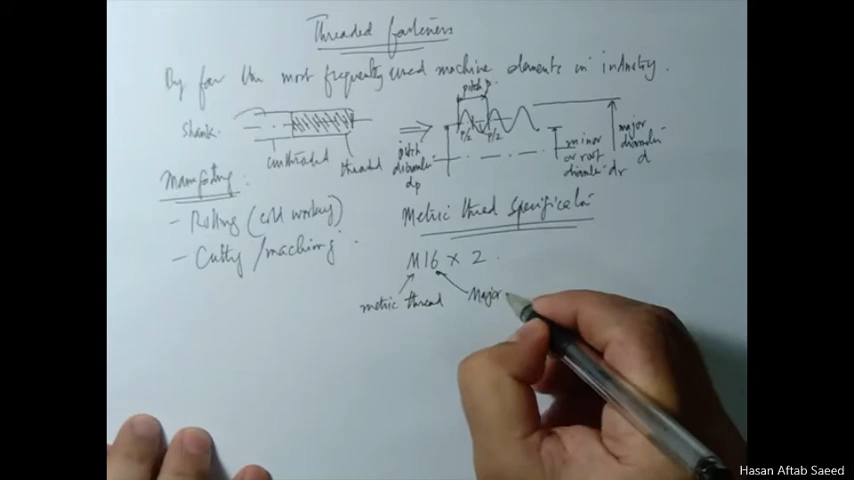 Threaded fasteners
By far the most frequently used machine elements in industry.
pitch P
Shank
P/2 P/2
unthreaded threaded
pitch diameter dp
minor or root diameter dr
major diameter d
Manufacturing:
- Rolling (cold working)
- Cutting / machining
Metric thread specification
M16 x 2
metric thread
Major
Hasan Aftab Saeed